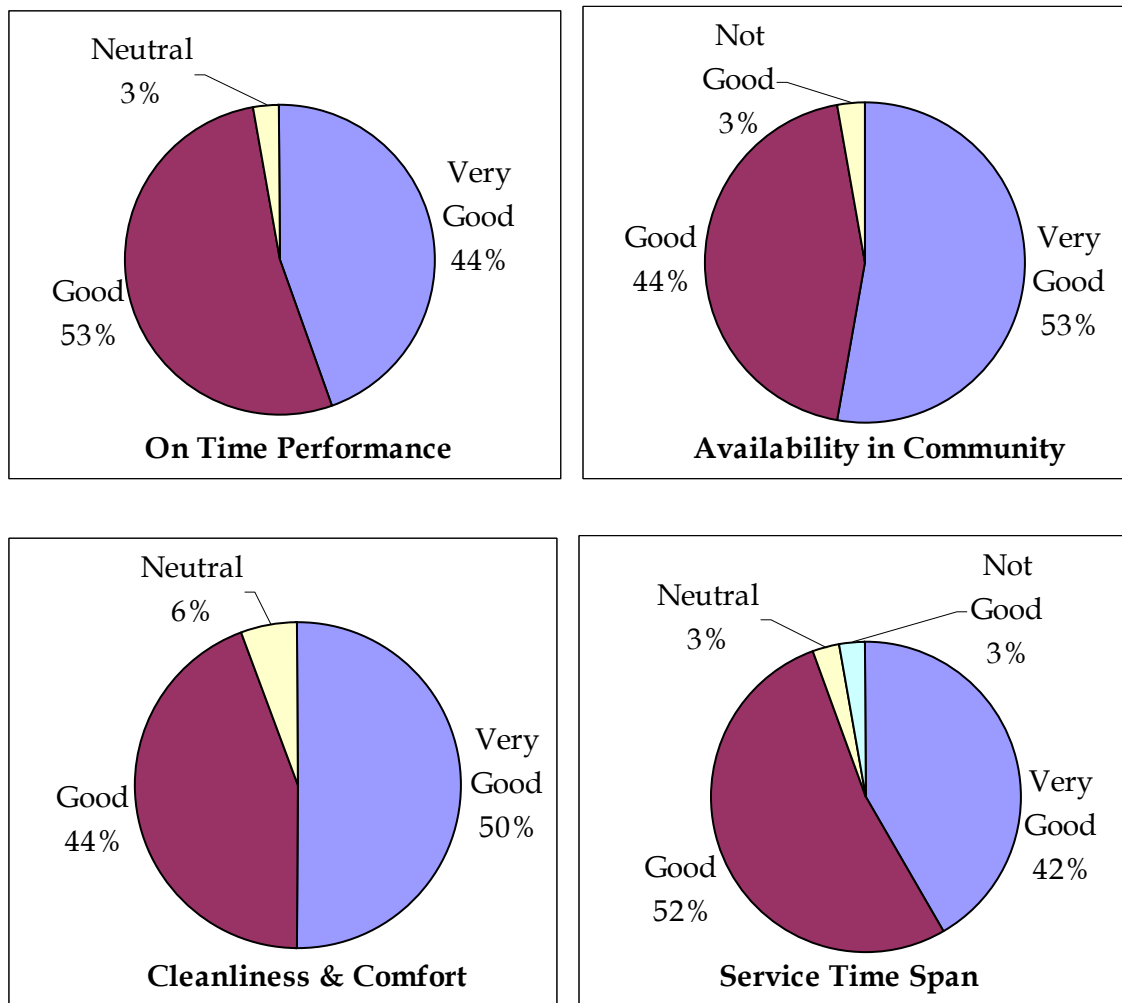 Neutral
3%
Very
Good
44%
Good
53%
On Time Performance
Not
Good
3%
Good
44%
Very
Good
53%
Availability in Community
Neutral
6%
Very
Good
50%
Good
44%
Cleanliness & Comfort
Not
Good
3%
Neutral
3%
Very
Good
42%
Good
52%
Service Time Span